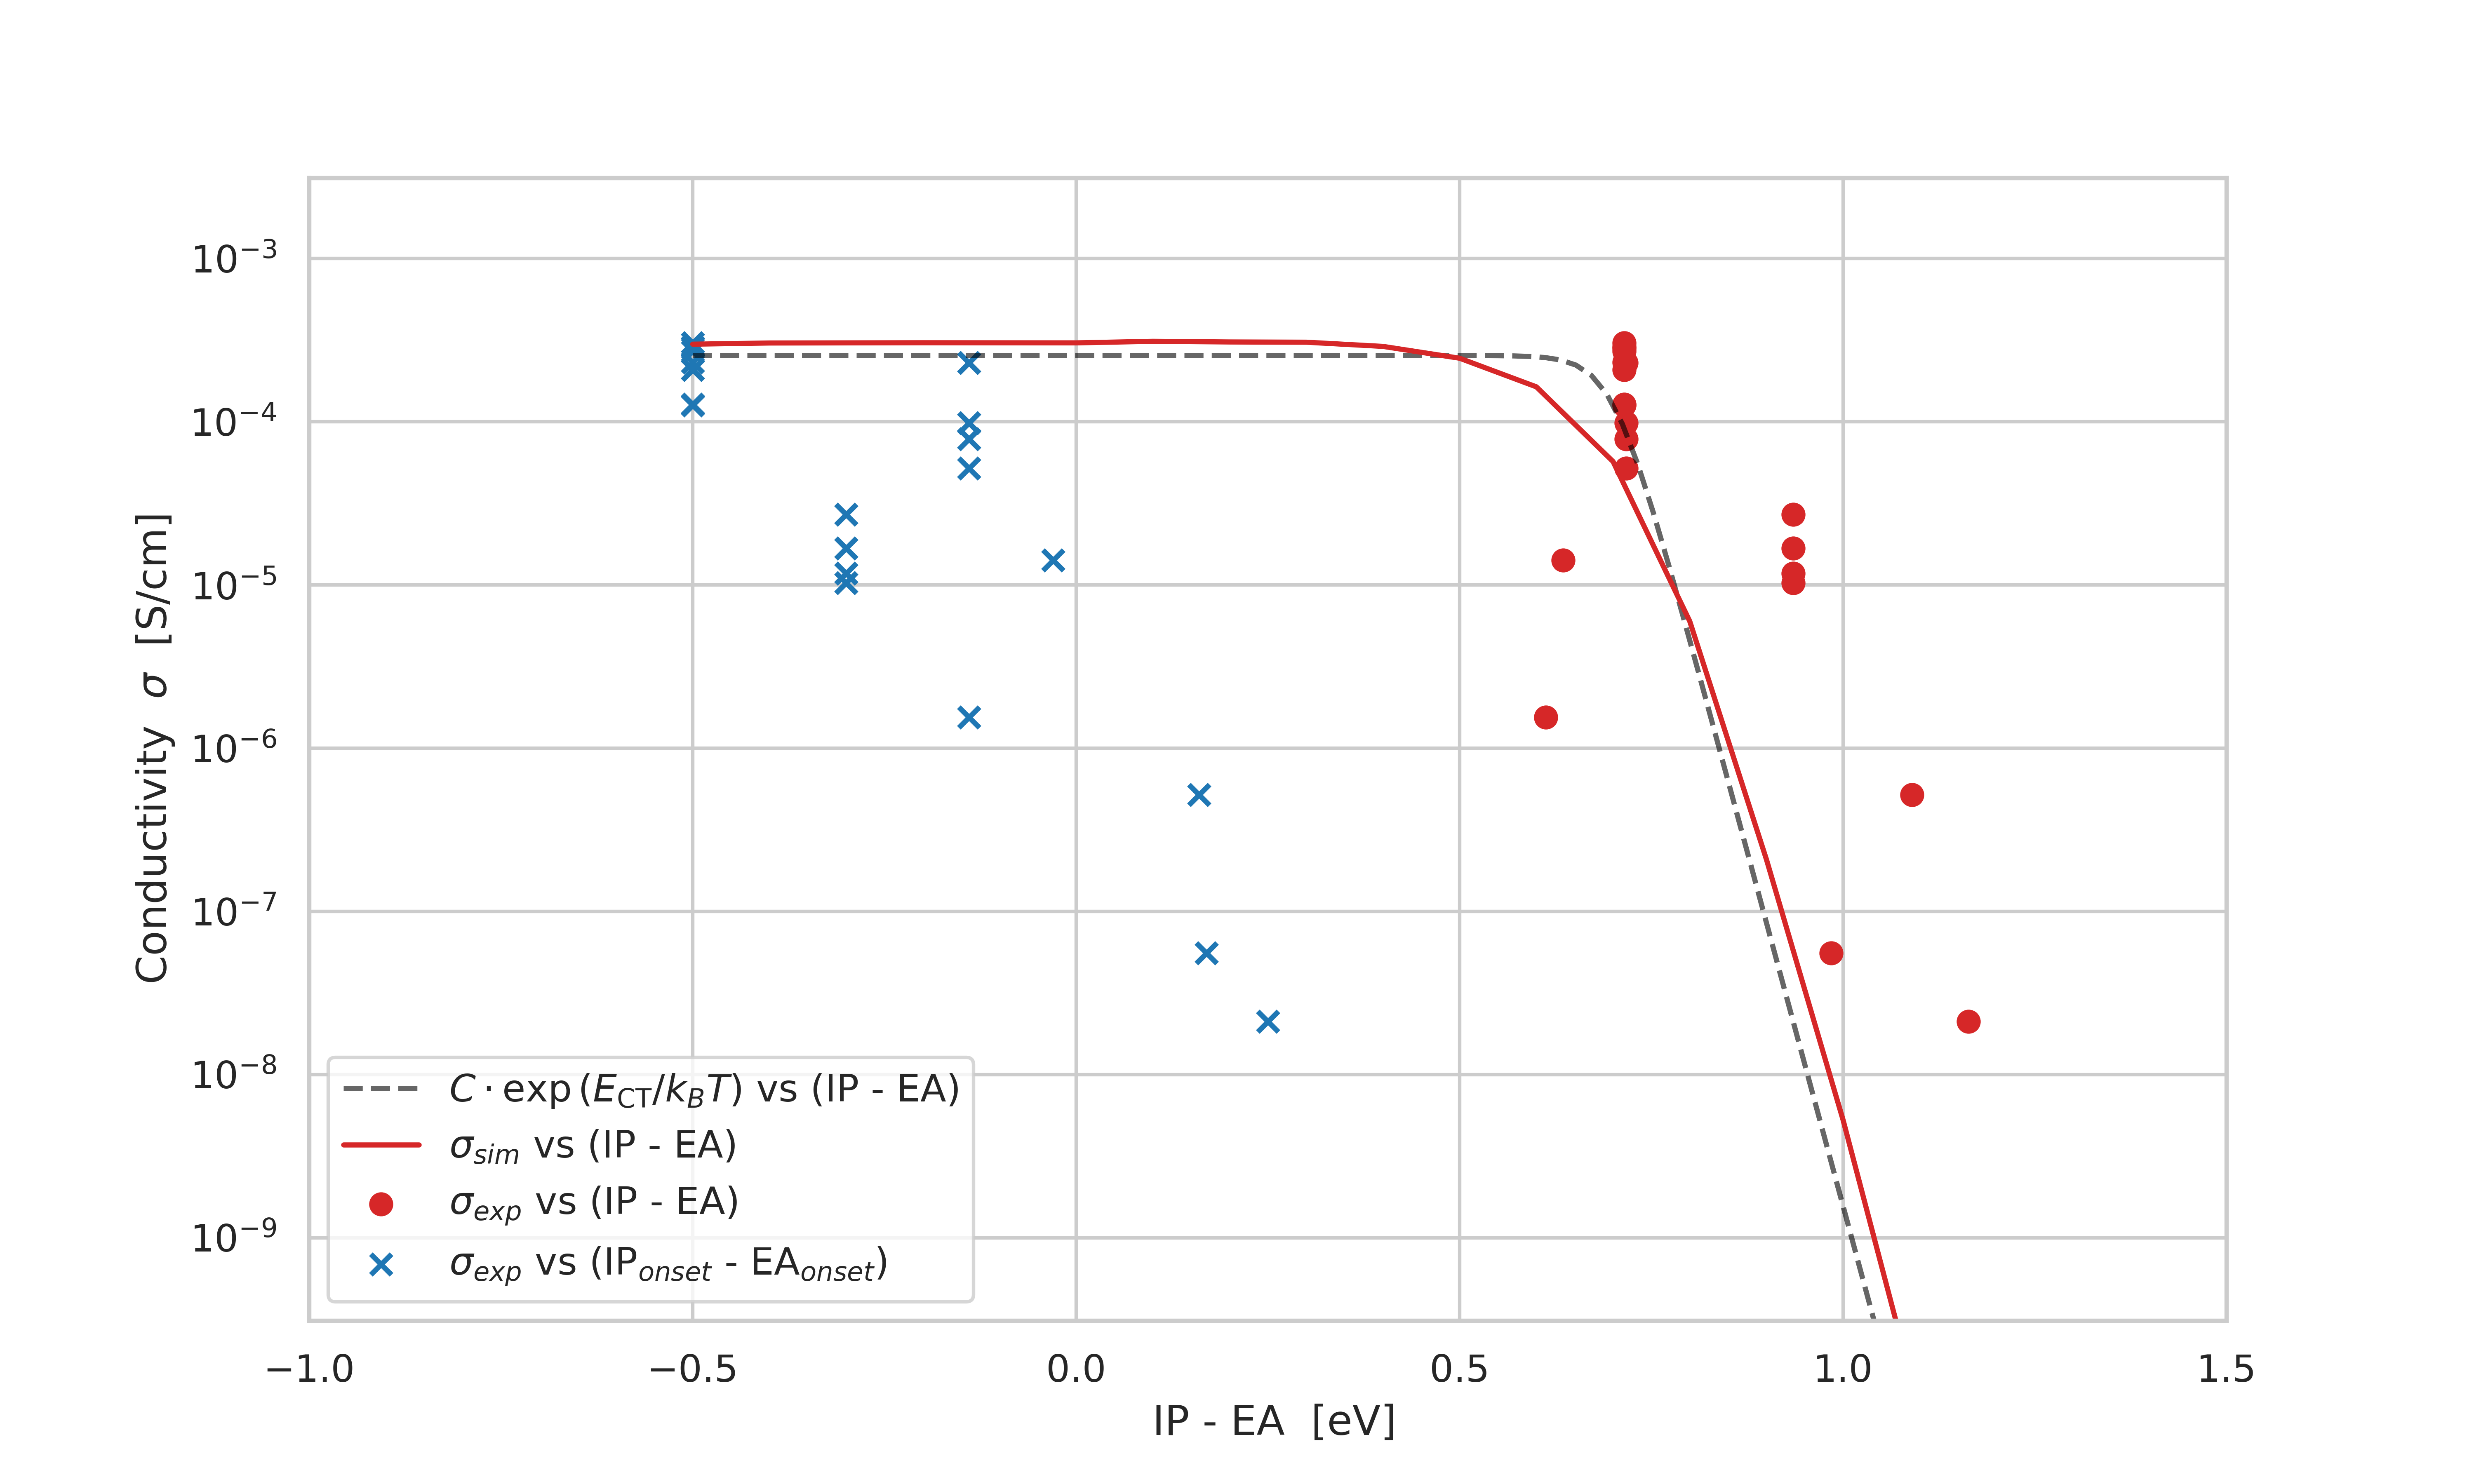 Conductivity σ [S/cm]
10⁻³
10⁻⁴
10⁻⁵
10⁻⁶
10⁻⁷
10⁻⁸
10⁻⁹
C · exp (E_CT/k_BT) vs (IP - EA)
σ_sim vs (IP - EA)
σ_exp vs (IP - EA)
σ_exp vs (IP_onset - EA_onset)
−1.0 −0.5 0.0 0.5 1.0 1.5
IP - EA [eV]